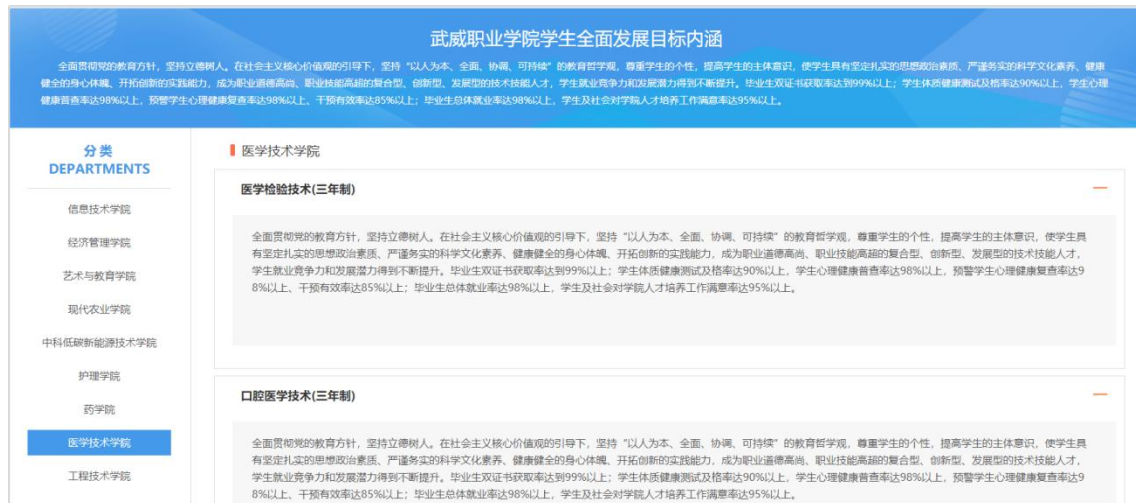 武威职业学院学生全面发展目标内涵
全面贯彻党的教育方针，坚持立德树人。在社会主义核心价值观的引导下，坚持“以人为本、全面、协调、可持续”的教育哲学观，尊重学生的个性，提高学生的主体意识，使学生具有坚定扎实的思想政治素质、严谨务实的科学文化素养、健康
健全的身心体魄、开拓创新的实践能力，成为职业道德高尚、职业技能高超的复合型、创新型、发展型的技术技能人才，学生就业竞争力和发展潜力得到不断提升。毕业生双证书获取率达到99%以上；学生体质健康测试及格率达90%以上，学生心理
健康普查率达98%以上，预警学生心理健康复查率达98%以上、干预有效率达85%以上；毕业生总体就业率达98%以上，学生及社会对学院人才培养工作满意率达95%以上。
分类
DEPARTMENTS
信息技术学院
经济管理学院
艺术与教育学院
现代农业学院
中科低碳新能源技术学院
护理学院
药学院
医学技术学院
工程技术学院
医学技术学院
医学检验技术(三年制)
全面贯彻党的教育方针，坚持立德树人。在社会主义核心价值观的引导下，坚持“以人为本、全面、协调、可持续”的教育哲学观，尊重学生的个性，提高学生的主体意识，使学生具
有坚定扎实的思想政治素质、严谨务实的科学文化素养、健康健全的身心体魄、开拓创新的实践能力，成为职业道德高尚、职业技能高超的复合型、创新型、发展型的技术技能人才，
学生就业竞争力和发展潜力得到不断提升。毕业生双证书获取率达到99%以上；学生体质健康测试及格率达90%以上，学生心理健康普查率达98%以上，预警学生心理健康复查率达9
8%以上、干预有效率达85%以上；毕业生总体就业率达98%以上，学生及社会对学院人才培养工作满意率达95%以上。
口腔医学技术(三年制)
全面贯彻党的教育方针，坚持立德树人。在社会主义核心价值观的引导下，坚持“以人为本、全面、协调、可持续”的教育哲学观，尊重学生的个性，提高学生的主体意识，使学生具
有坚定扎实的思想政治素质、严谨务实的科学文化素养、健康健全的身心体魄、开拓创新的实践能力，成为职业道德高尚、职业技能高超的复合型、创新型、发展型的技术技能人才，
学生就业竞争力和发展潜力得到不断提升。毕业生双证书获取率达到99%以上；学生体质健康测试及格率达90%以上，学生心理健康普查率达98%以上，预警学生心理健康复查率达9
8%以上、干预有效率达85%以上；毕业生总体就业率达98%以上，学生及社会对学院人才培养工作满意率达95%以上。